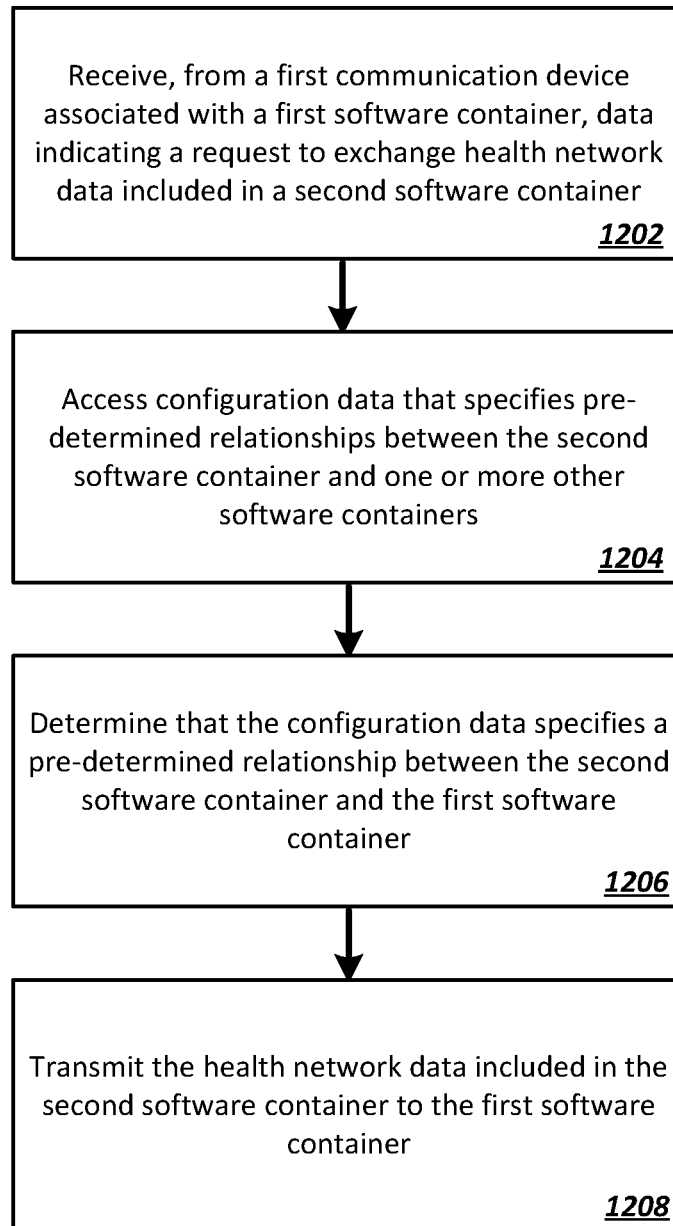 Receive, from a first communication device
associated with a first software container, data
indicating a request to exchange health network
data included in a second software container
1202
Access configuration data that specifies pre-
determined relationships between the second
software container and one or more other
software containers
1204
Determine that the configuration data specifies a
pre-determined relationship between the second
software container and the first software
container
1206
Transmit the health network data included in the
second software container to the first software
container
1208